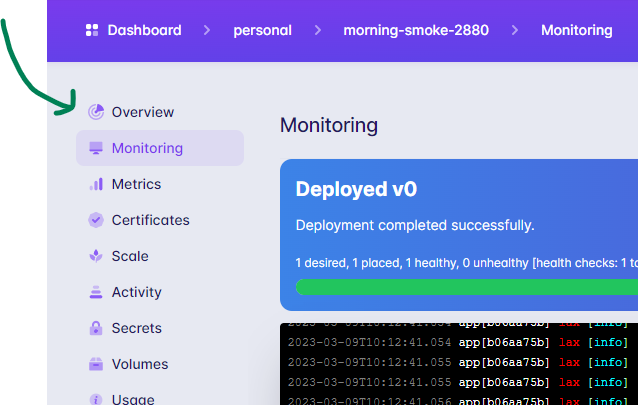 Dashboard > personal > morning-smoke-2880 > Monitoring
Overview
Monitoring
Metrics
Certificates
Scale
Activity
Secrets
Volumes
Usage
Monitoring
Deployed v0
Deployment completed successfully.
1 desired, 1 placed, 1 healthy, 0 unhealthy [health checks: 1 to
2023-03-09T10:12:41.054 app[b06aa75b] lax [info]
2023-03-09T10:12:41.054 app[b06aa75b] lax [info]
2023-03-09T10:12:41.055 app[b06aa75b] lax [info]
2023-03-09T10:12:41.055 app[b06aa75b] lax [info]
2023-03-09T10:12:41.056 app[b06aa75b] lax [info]